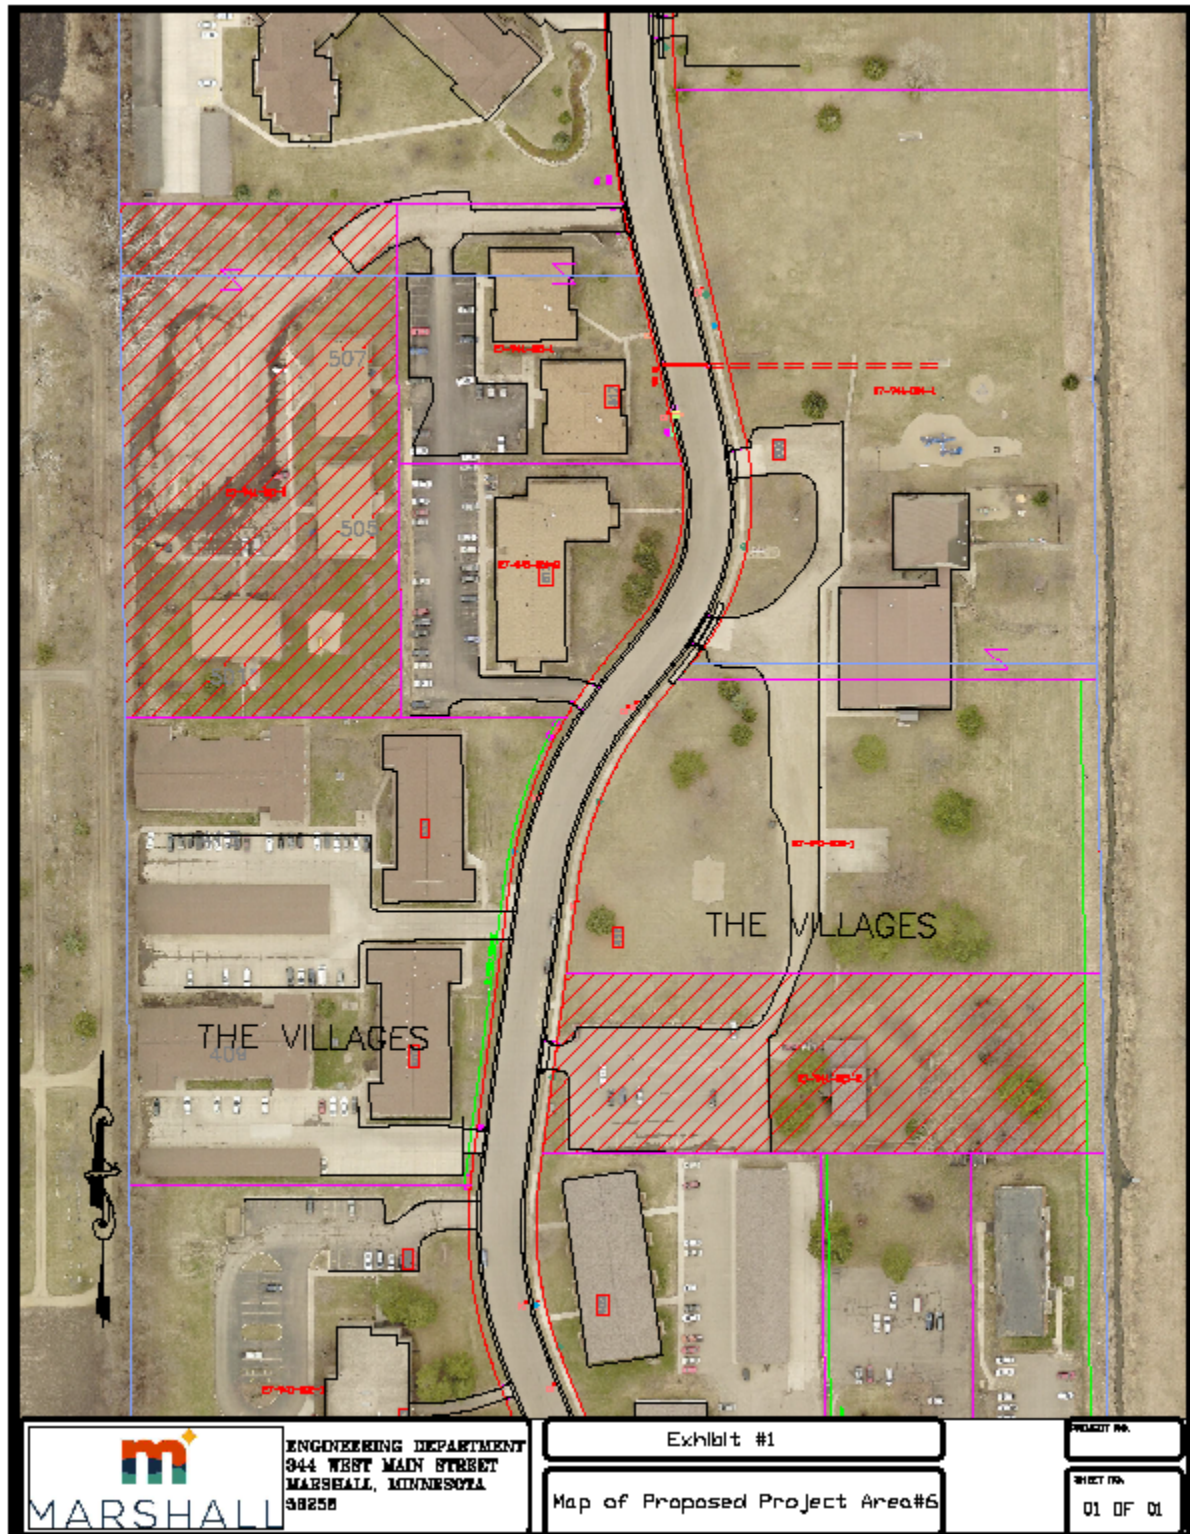 507
505
THE VILLAGES
THE VILLAGES
409
MARSHALL
ENGINEERING DEPARTMENT
344 WEST MAIN STREET
MARSHALL, MINNESOTA
56258
Exhibit #1
Map of Proposed Project Area#6
PROJECT NO.
SHEET NO.
01 OF 01